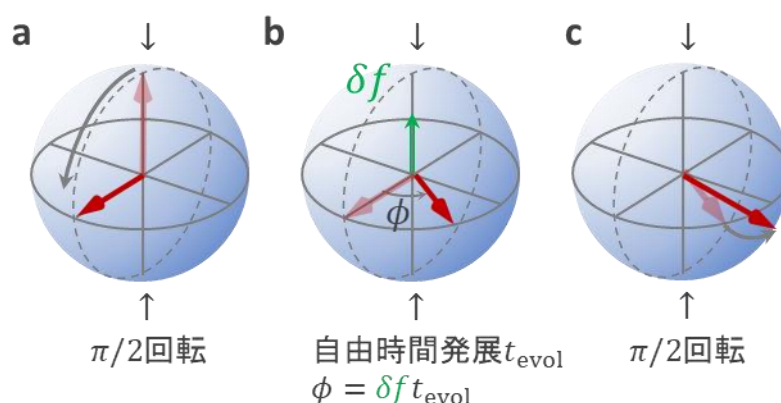 a b c
↓ ↓ ↓
δf
ϕ
↑ ↑ ↑
π/2回転 自由時間発展t_evol π/2回転
ϕ = δf t_evol